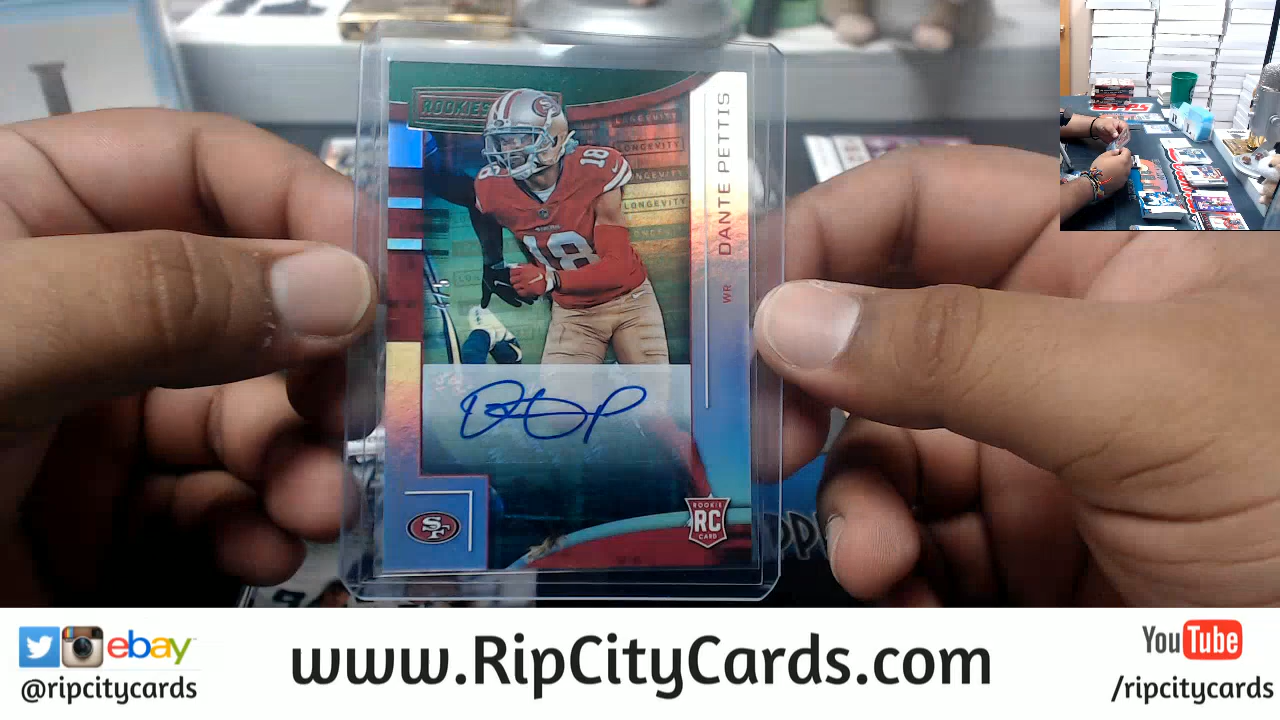 ROOKIES
LONGEVITY
LONGEVITY
LONGEVITY
LONGEVITY
DANTE PETTIS
WR
18
18
SF
ROOKIE
RC
CARD
ebay
@ripcitycards
www.RipCityCards.com
YouTube
/ripcitycards